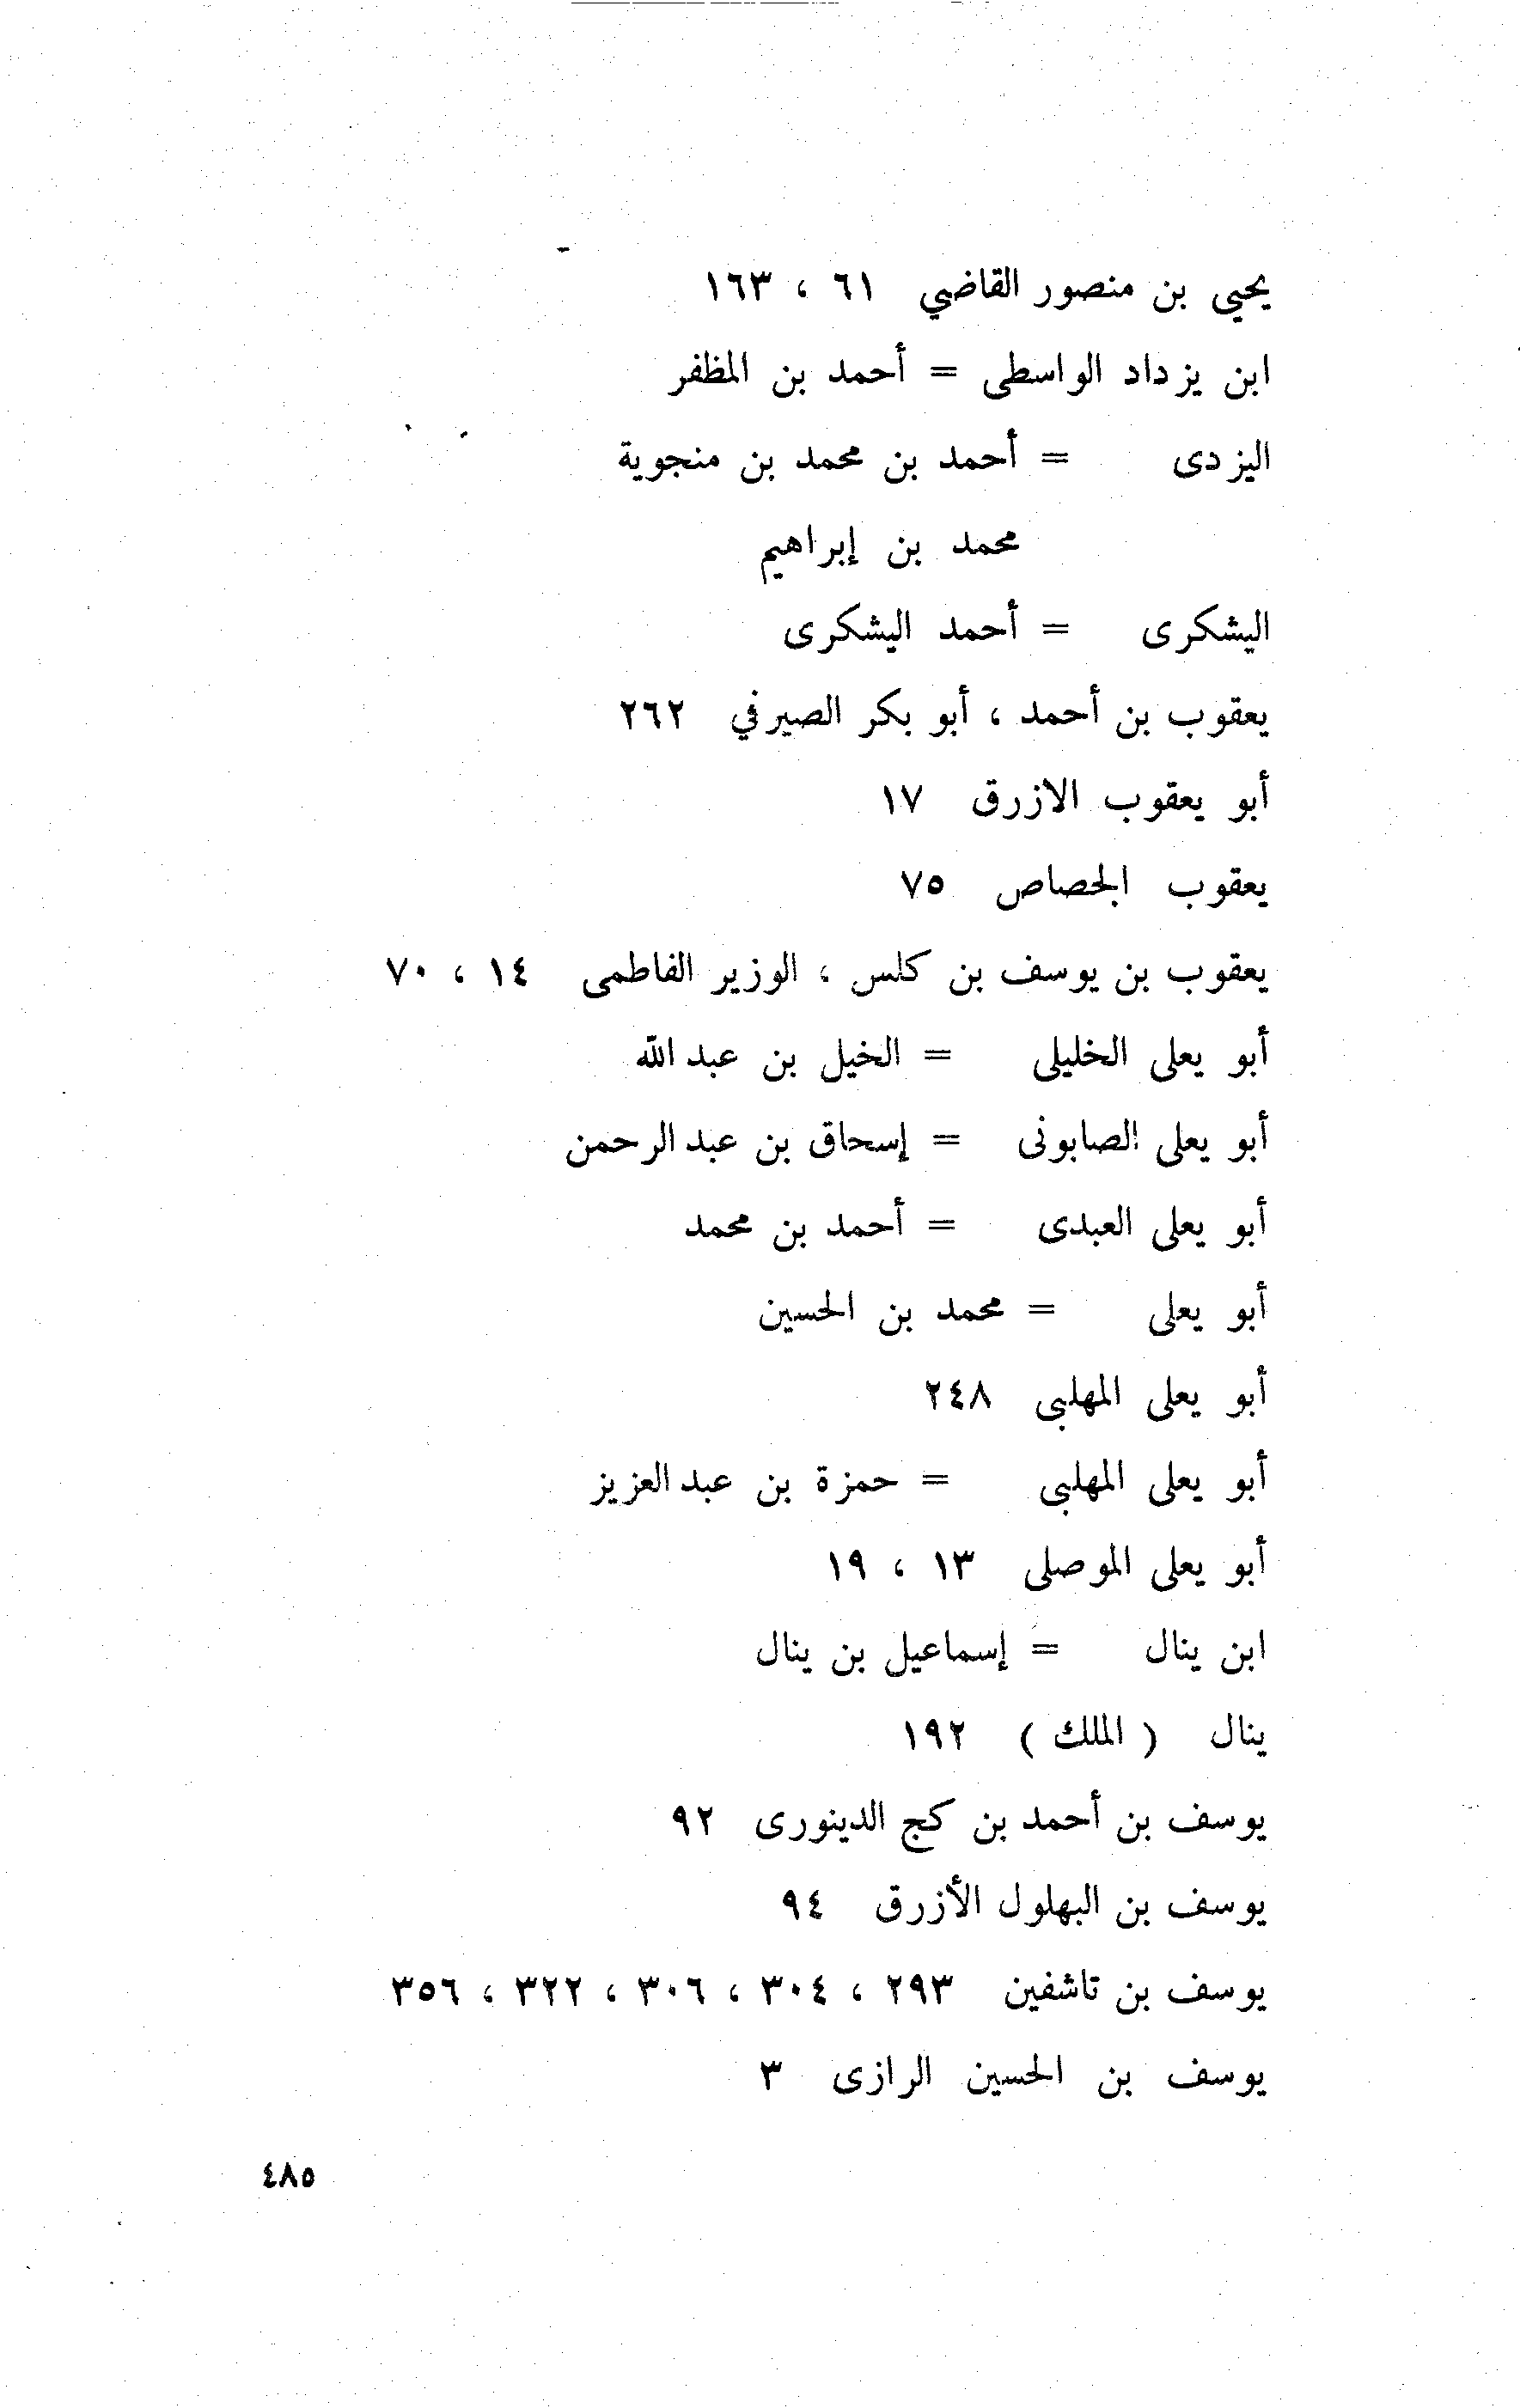 يحيى بن منصور القاضي ٦١ ، ١٦٣
ابن يزداد الواسطى = أحمد بن المظفر
اليزدى = أحمد بن محمد بن منجوية
محمد بن إبراهيم
اليشكرى = أحمد اليشكرى
يعقوب بن أحمد ، أبو بكر الصيرفي ٢٦٢
أبو يعقوب الازرق ١٧
يعقوب الجصاص ٧٥
يعقوب بن يوسف بن كلس ، الوزير الفاطمى ١٤ ، ٧٠
أبو يعلى الخليلى = الخيل بن عبد الله
أبو يعلى الصابونى = إسحاق بن عبد الرحمن
أبو يعلى العبدى = أحمد بن محمد
أبو يعلى = محمد بن الحسين
أبو يعلى المهلبى ٢٤٨
أبو يعلى المهلبى = حمزة بن عبد العزيز
أبو يعلى الموصلى ١٣ ، ١٩
ابن ينال = إسماعيل بن ينال
ينال ( الملك ) ١٩٢
يوسف بن أحمد بن كج الدينورى ٩٢
يوسف بن البهلول الأزرق ٩٤
يوسف بن تاشفين ٢٩٣ ، ٣٠٤ ، ٣٠٦ ، ٣٢٢ ، ٣٥٦
يوسف بن الحسين الرازى ٣
٤٨٥